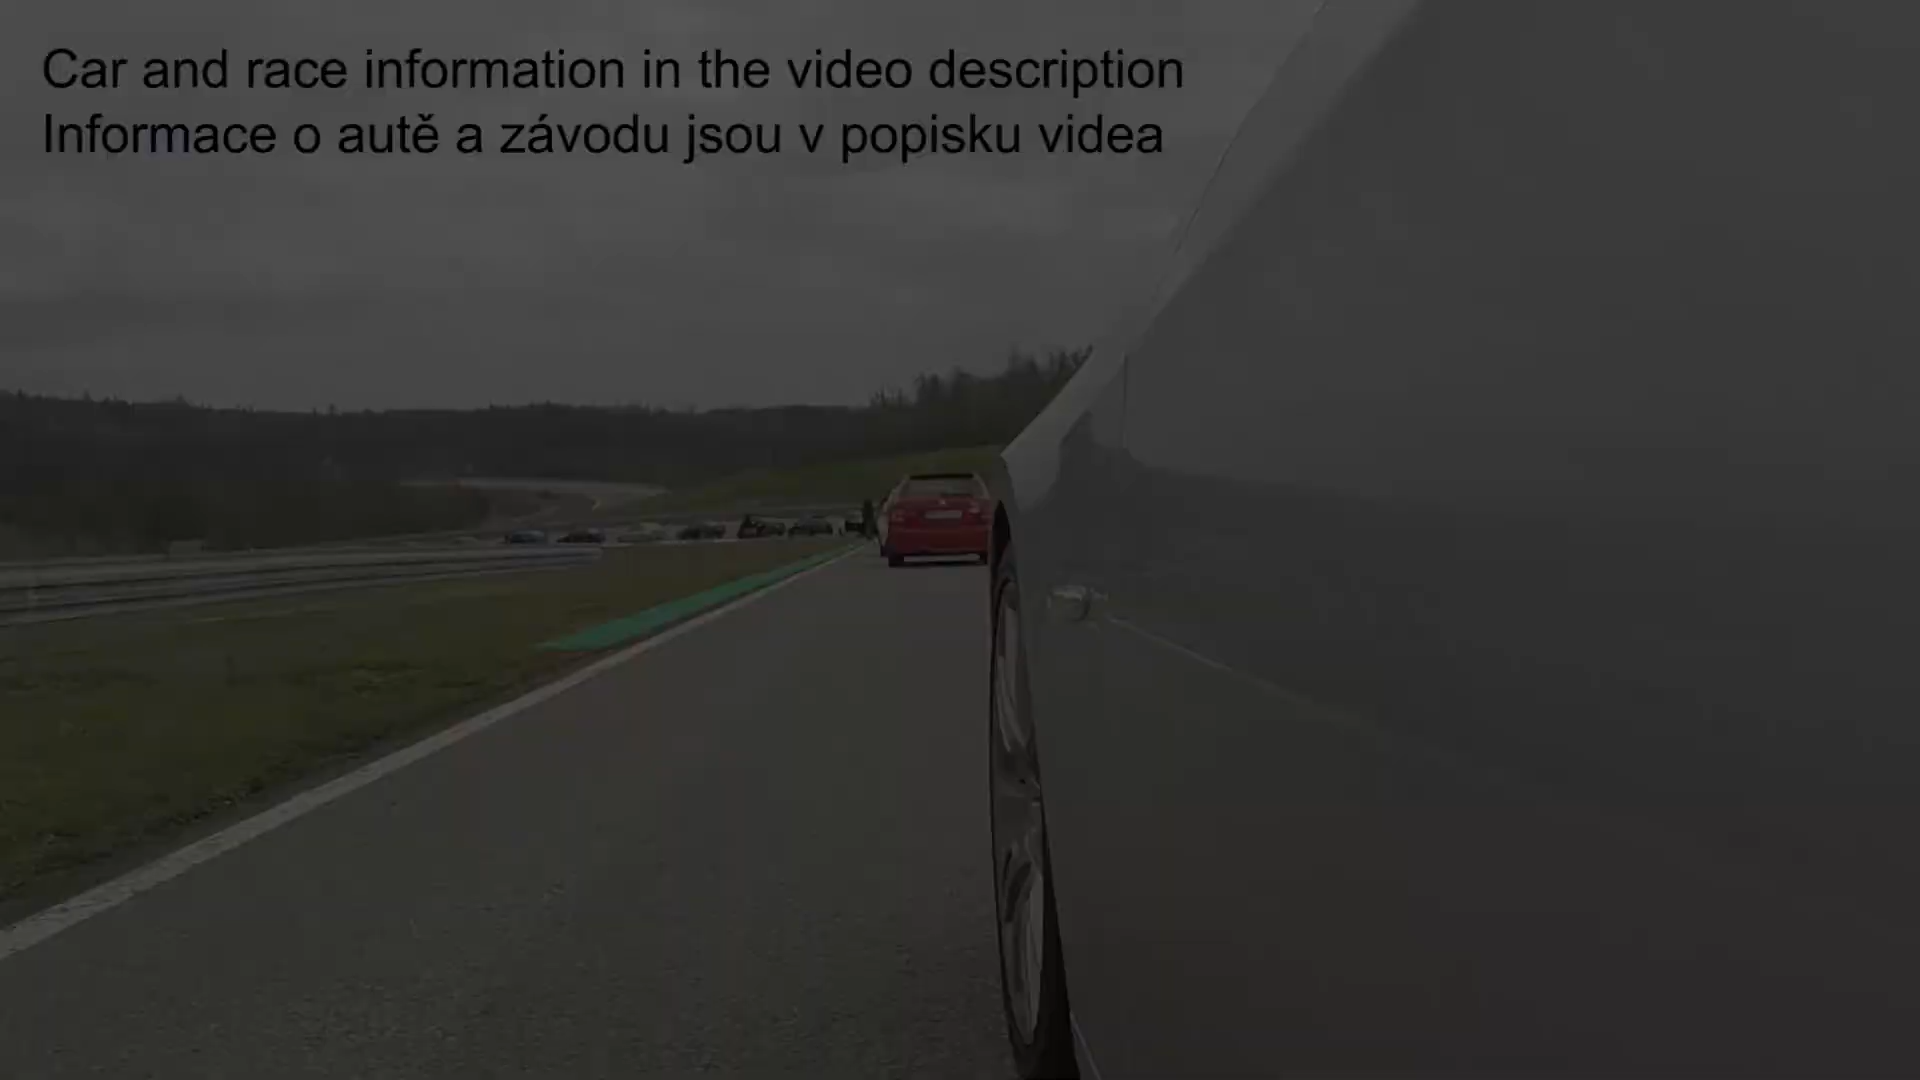 Car and race information in the video description
Informace o autě a závodu jsou v popisku videa